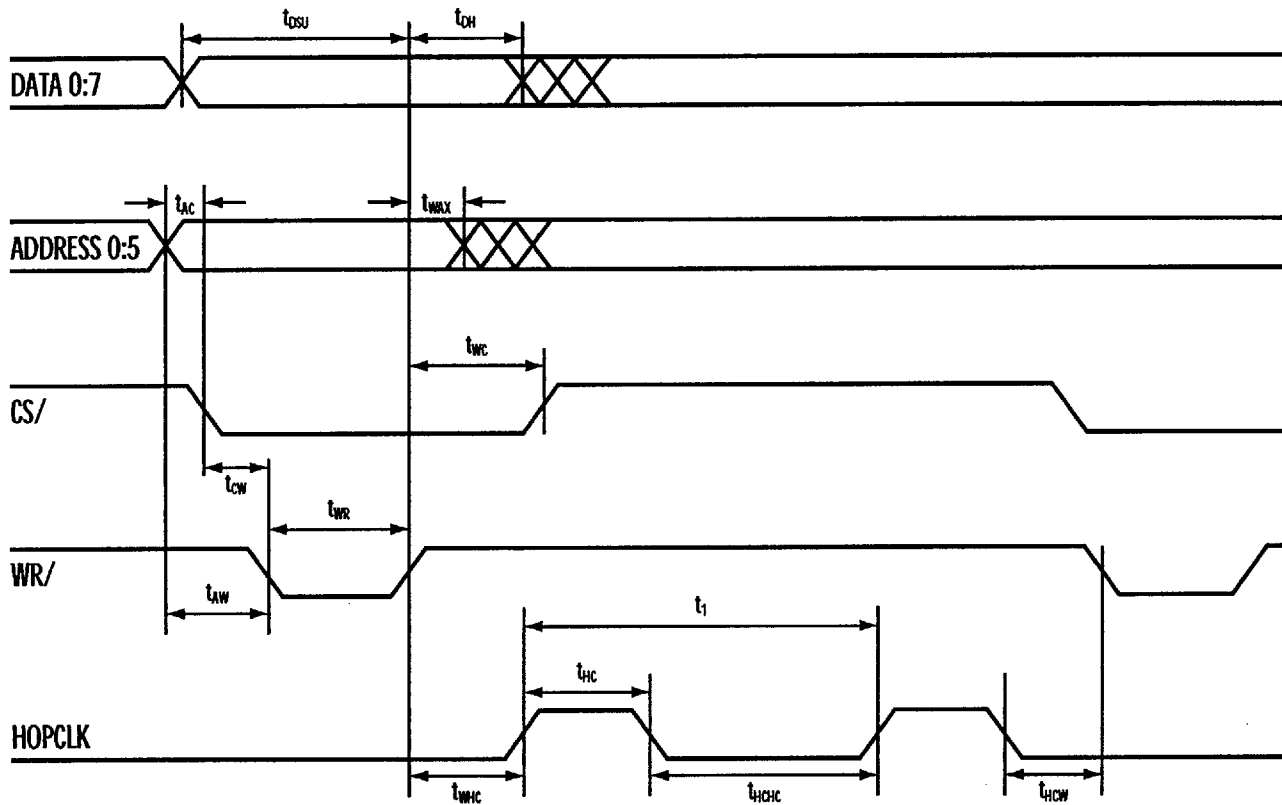 tDSU
tDH
DATA 0:7
tAC
tWAX
ADDRESS 0:5
tWC
CS/
tCW
tWR
WR/
tAW
t1
tHC
HOPCLK
tWHC
tHCHC
tHCW